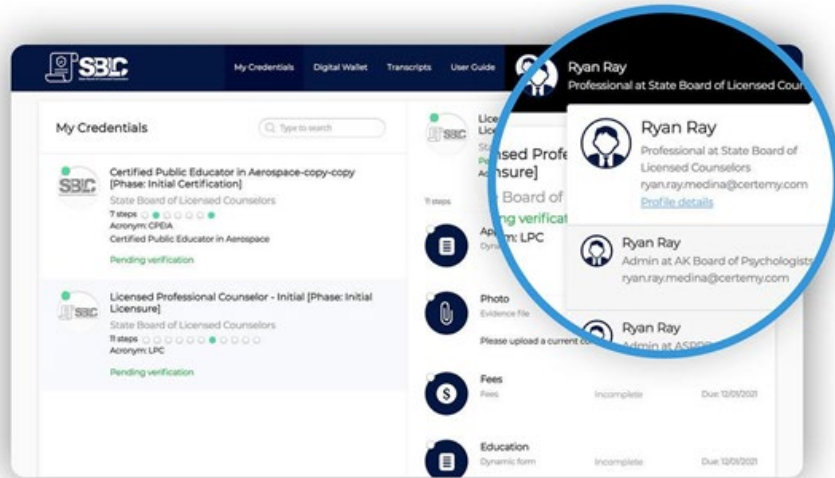 SBLC
My Credentials
Digital Wallet
Transcripts
User Guide
Ryan Ray
Professional at State Board of Licensed Coun
My Credentials
Type to search
SBLC
Certified Public Educator in Aerospace-copy-copy
[Phase: Initial Certification]
State Board of Licensed Counselors
7 steps
Acronym: CPEIA
Certified Public Educator in Aerospace
Pending verification
SBLC
Licensed Professional Counselor - Initial [Phase: Initial
Licensure]
State Board of Licensed Counselors
11 steps
Acronym: LPC
Pending verification
SBLC
Lice
Lice
11 steps
nsed Profe
nsure]
Board of
ng verificat
m: LPC
Ryan Ray
Professional at State Board of
Licensed Counselors
ryan.ray.medina@certemy.com
Profile details
Ryan Ray
Admin at AK Board of Psychologists
ryan.ray.medina@certemy.com
Ryan Ray
Admin at
Photo
Evidence file
Please upload a current
Fees
Fees
Incomplete
Due: 12/01/2021
Education
Dynamic form
Incomplete
Due: 12/01/2021